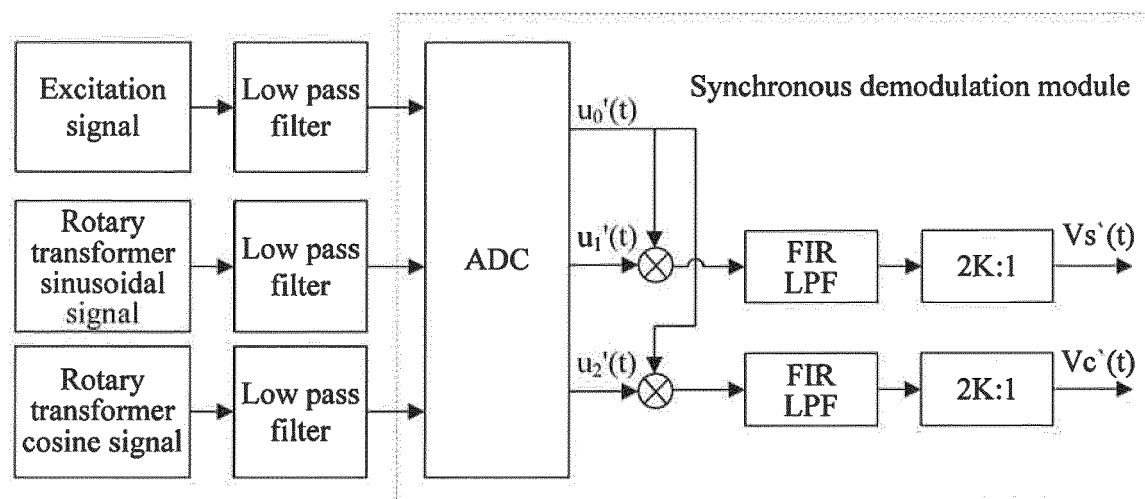 Excitation
signal
Low pass
filter
Synchronous demodulation module
u₀'(t)
Rotary
transformer
sinusoidal
signal
Low pass
filter
ADC
u₁'(t)
FIR
LPF
2K:1
Vs`(t)
Rotary
transformer
cosine signal
Low pass
filter
u₂'(t)
FIR
LPF
2K:1
Vc`(t)